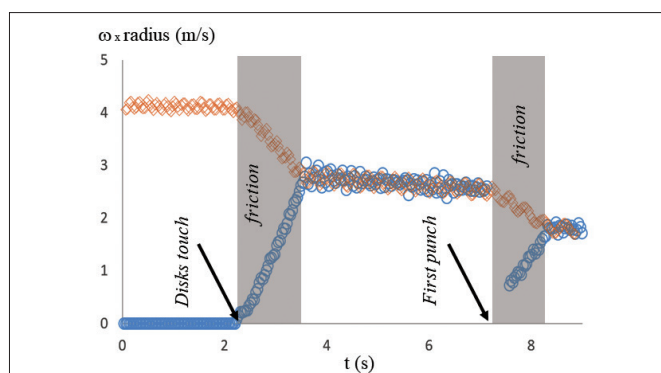 ω x radius (m/s)
5
4
3
2
1
0
friction
Disks touch
First punch
friction
0
2
4
6
8
t (s)